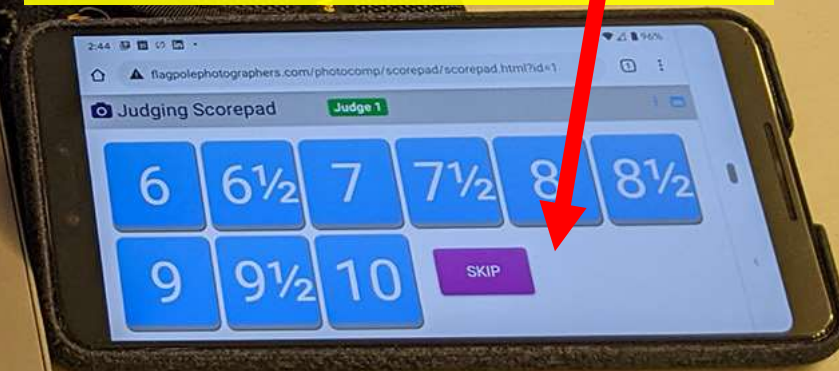 2:44
96%
flagpolephotographers.com/photocomp/scorepad/scorepad.html?id=1
1
Judging Scorepad Judge 1
6 6½ 7 7½ 8 8½
9 9½ 10 SKIP